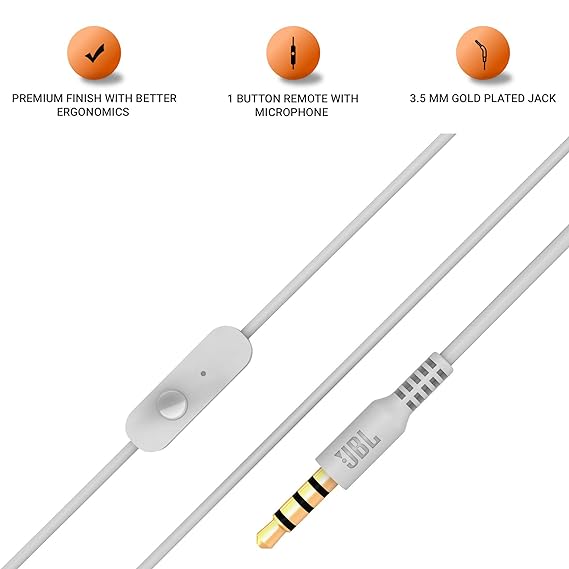 PREMIUM FINISH WITH BETTER
ERGONOMICS
1 BUTTON REMOTE WITH
MICROPHONE
3.5 MM GOLD PLATED JACK
JBL